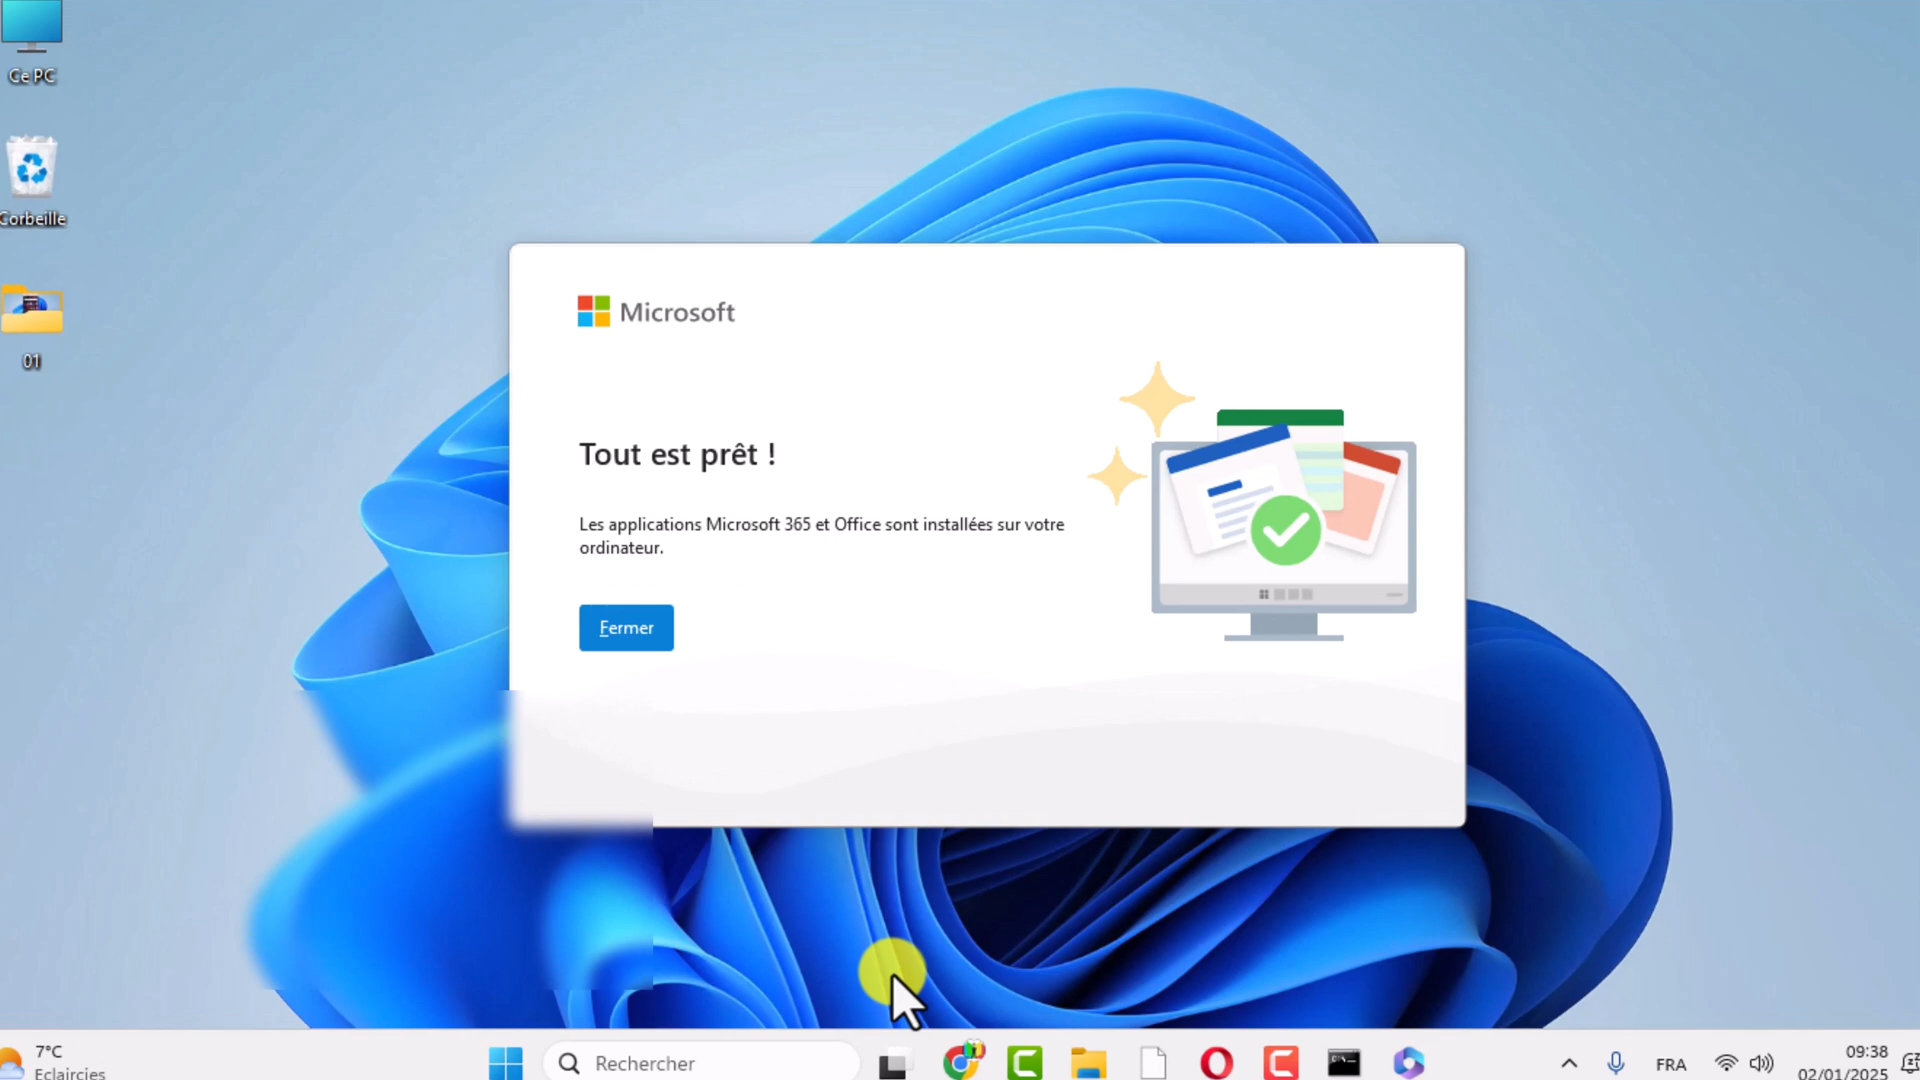 Ce PC
Corbeille
01
Microsoft
Tout est prêt !
Les applications Microsoft 365 et Office sont installées sur votre
ordinateur.
Fermer
7°C
Eclaircies
Rechercher
FRA
09:38
02/01/2025